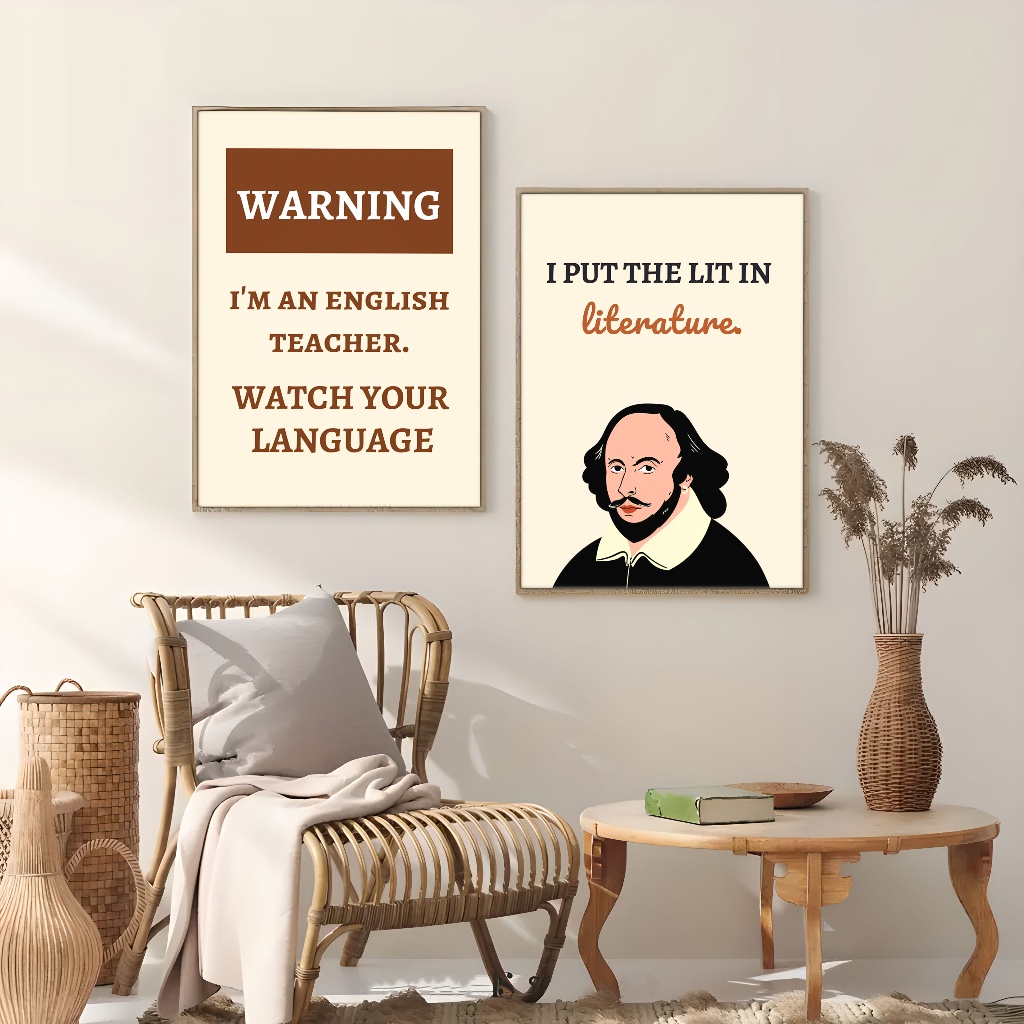 WARNING
I'M AN ENGLISH
TEACHER.
WATCH YOUR
LANGUAGE
I PUT THE LIT IN
literature.